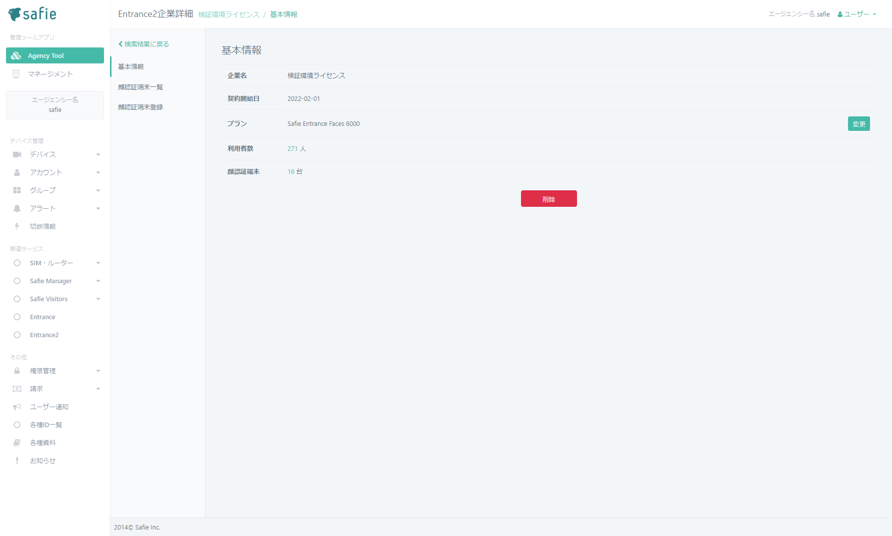 safie
管理ツールアプリ
Agency Tool
マネージメント
エージェンシー名
safie
デバイス管理
デバイス
アカウント
グループ
アラート
切断情報
関連サービス
SIM・ルーター
Safie Manager
Safie Visitors
Entrance
Entrance2
その他
権限管理
請求
ユーザー通知
各種ID一覧
各種資料
お知らせ
Entrance2企業詳細 検証環境ライセンス / 基本情報
エージェンシー名 safie ユーザー
検索結果に戻る
基本情報
顔認証端末一覧
顔認証端末登録
基本情報
企業名 検証環境ライセンス
契約開始日 2022-02-01
プラン Safie Entrance Faces 6000 変更
利用者数 271 人
顔認証端末 16 台
削除
2014© Safie Inc.